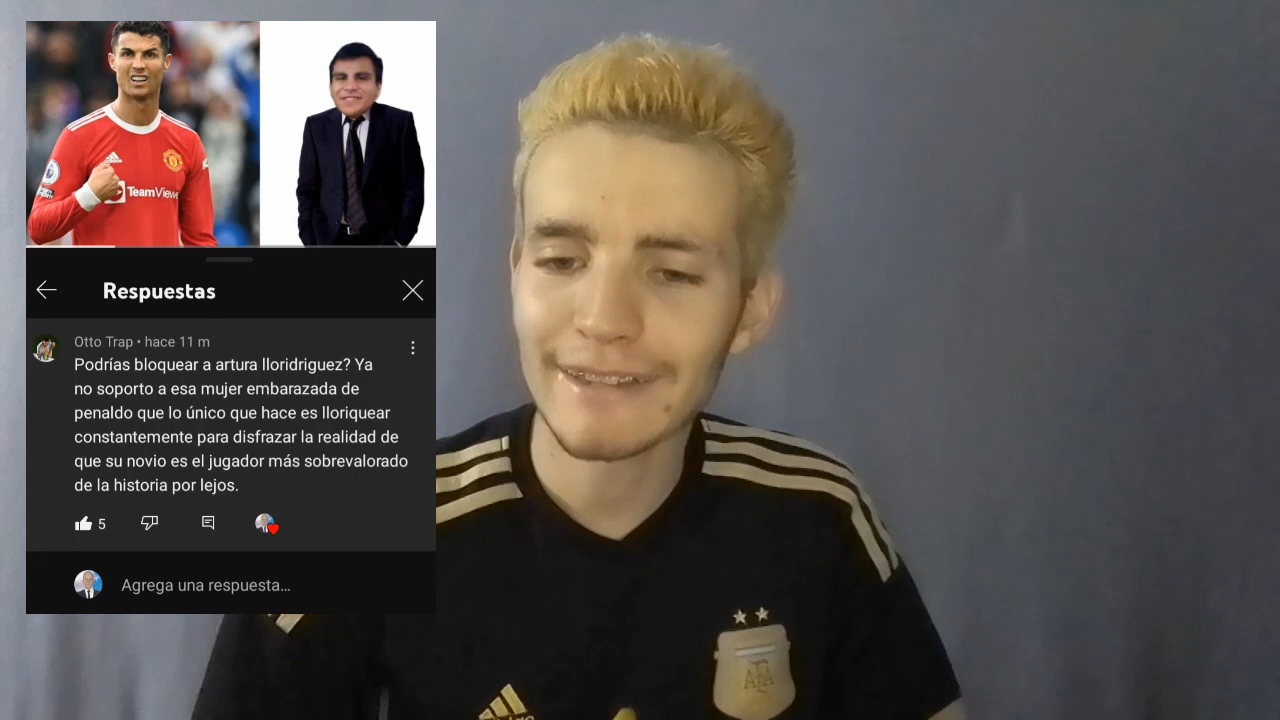 TeamView
Respuestas
Otto Trap • hace 11 m
Podrías bloquear a artura lloridriguez? Ya
no soporto a esa mujer embarazada de
penaldo que lo único que hace es lloriquear
constantemente para disfrazar la realidad de
que su novio es el jugador más sobrevalorado
de la historia por lejos.
5
Agrega una respuesta...
AFA